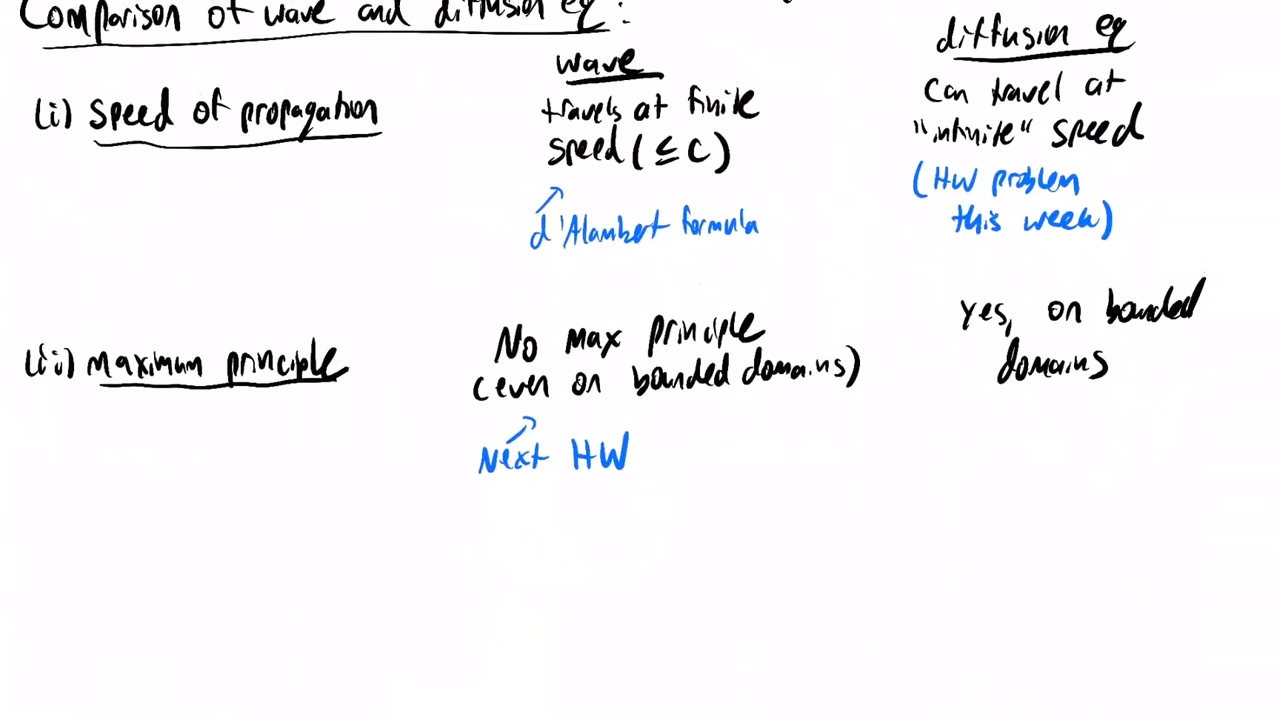 Comparison of wave and diffusion eq:
wave
diffusion eq
(i) speed of propagation
travels at finite
speed (≤ c)
d'Alambert formula
can travel at
"infinite" speed
(HW problem
this week)
(ii) maximum principle
No max principle
(even on bounded domains)
Next HW
yes, on bounded
domains